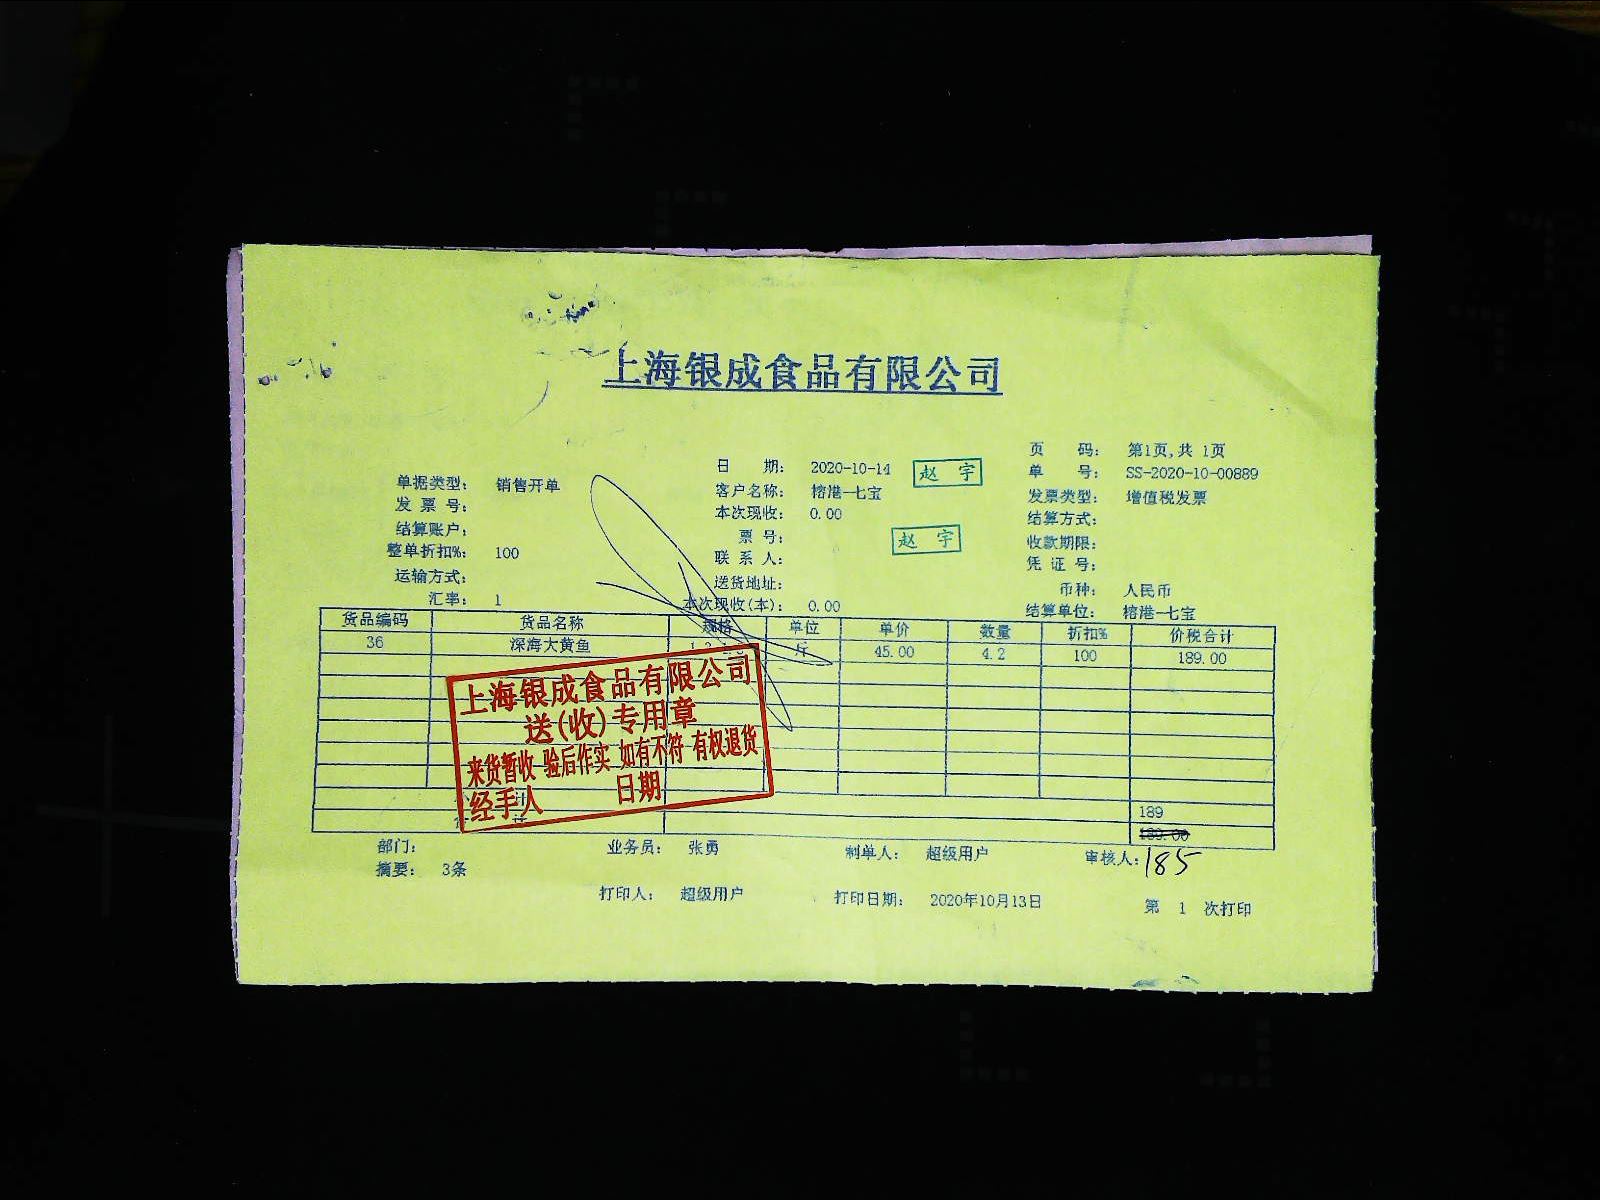 上海银成食品有限公司
页 码： 第1页,共 1页
日 期： 2020-10-14 赵 宇 单 号： SS-2020-10-00889
单据类型： 销售开单 客户名称： 榕港—七宝 发票类型： 增值税发票
发 票 号： 本次现收： 0.00 结算方式：
结算账户： 票 号： 赵 宇 收款期限：
整单折扣%： 100 联 系 人： 凭 证 号：
运输方式： 送货地址： 币种： 人民币
汇率： 1 本次现收(本)： 0.00 结算单位： 榕港—七宝
货品编码 货品名称 规格 单位 单价 数量 折扣% 价税合计
36 深海大黄鱼 斤 45.00 4.2 100 189.00
上海银成食品有限公司
送(收)专用章
来货暂收 验后作实 如有不符 有权退货
经手人 日期
计 189
计 189.00
部门： 业务员： 张勇 制单人： 超级用户 审核人： 185
摘要： 3条
打印人： 超级用户 打印日期： 2020年10月13日 第 1 次打印